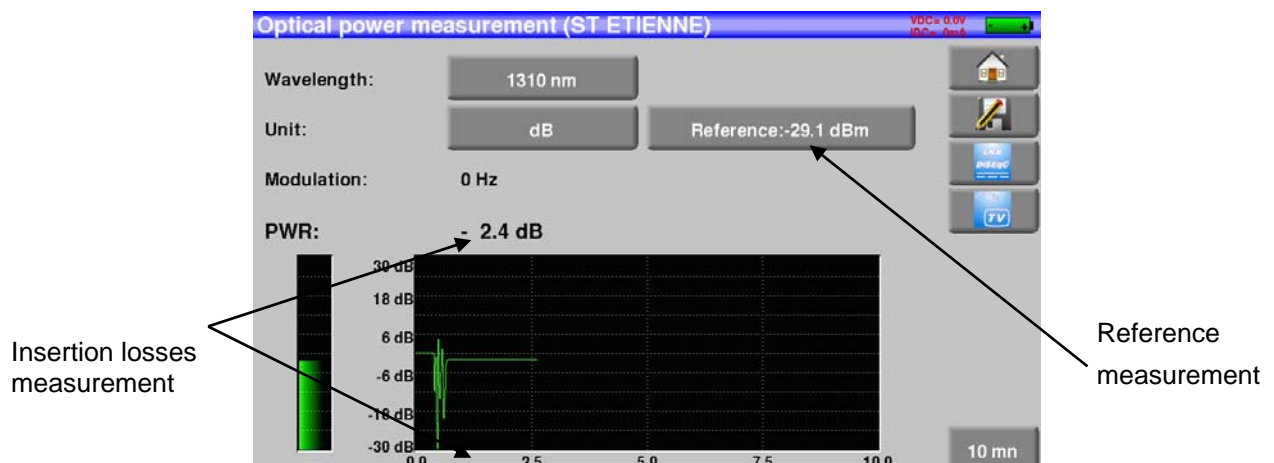 Optical power measurement (ST ETIENNE)
VDC= 0.0V
IDC= 0mA
Wavelength:
1310 nm
Unit:
dB
Reference:-29.1 dBm
Modulation:
0 Hz
DiSEqC
TV
PWR:
- 2.4 dB
30 dB
18 dB
6 dB
-6 dB
-18 dB
-30 dB
0.0 2.5 5.0 7.5 10.0
10 mn
Insertion losses
measurement
Reference
measurement